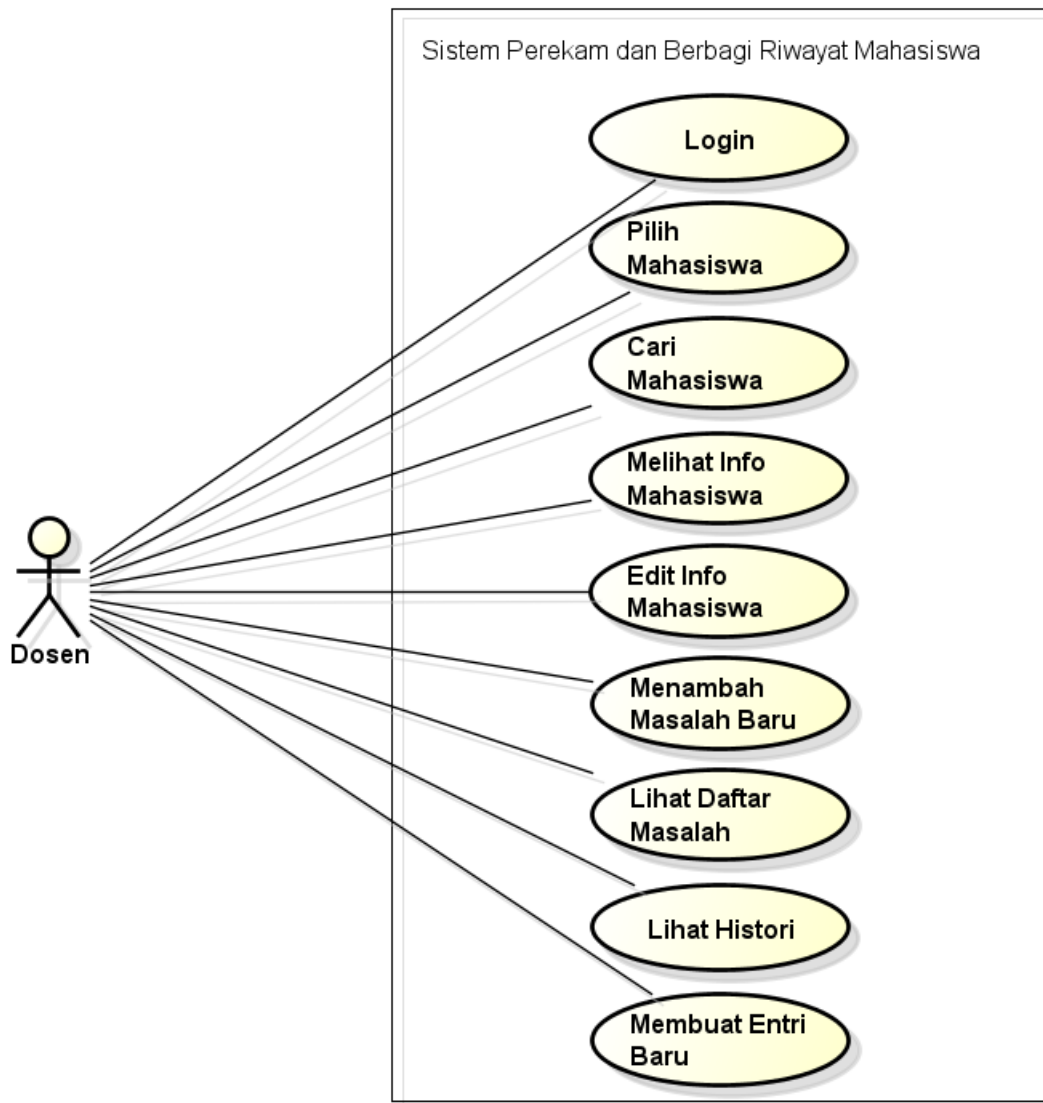 Sistem Perekam dan Berbagi Riwayat Mahasiswa
Login
Pilih
Mahasiswa
Cari
Mahasiswa
Melihat Info
Mahasiswa
Edit Info
Mahasiswa
Dosen
Menambah
Masalah Baru
Lihat Daftar
Masalah
Lihat Histori
Membuat Entri
Baru